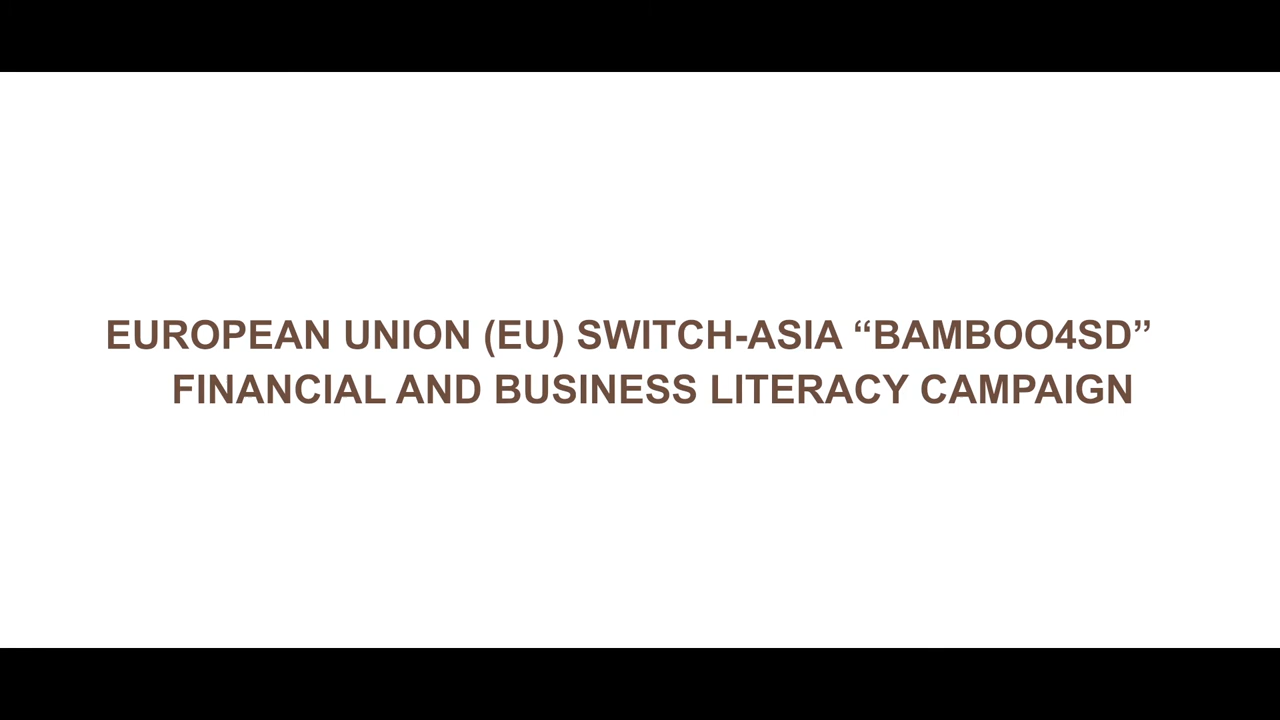 EUROPEAN UNION (EU) SWITCH-ASIA “BAMBOO4SD”
FINANCIAL AND BUSINESS LITERACY CAMPAIGN